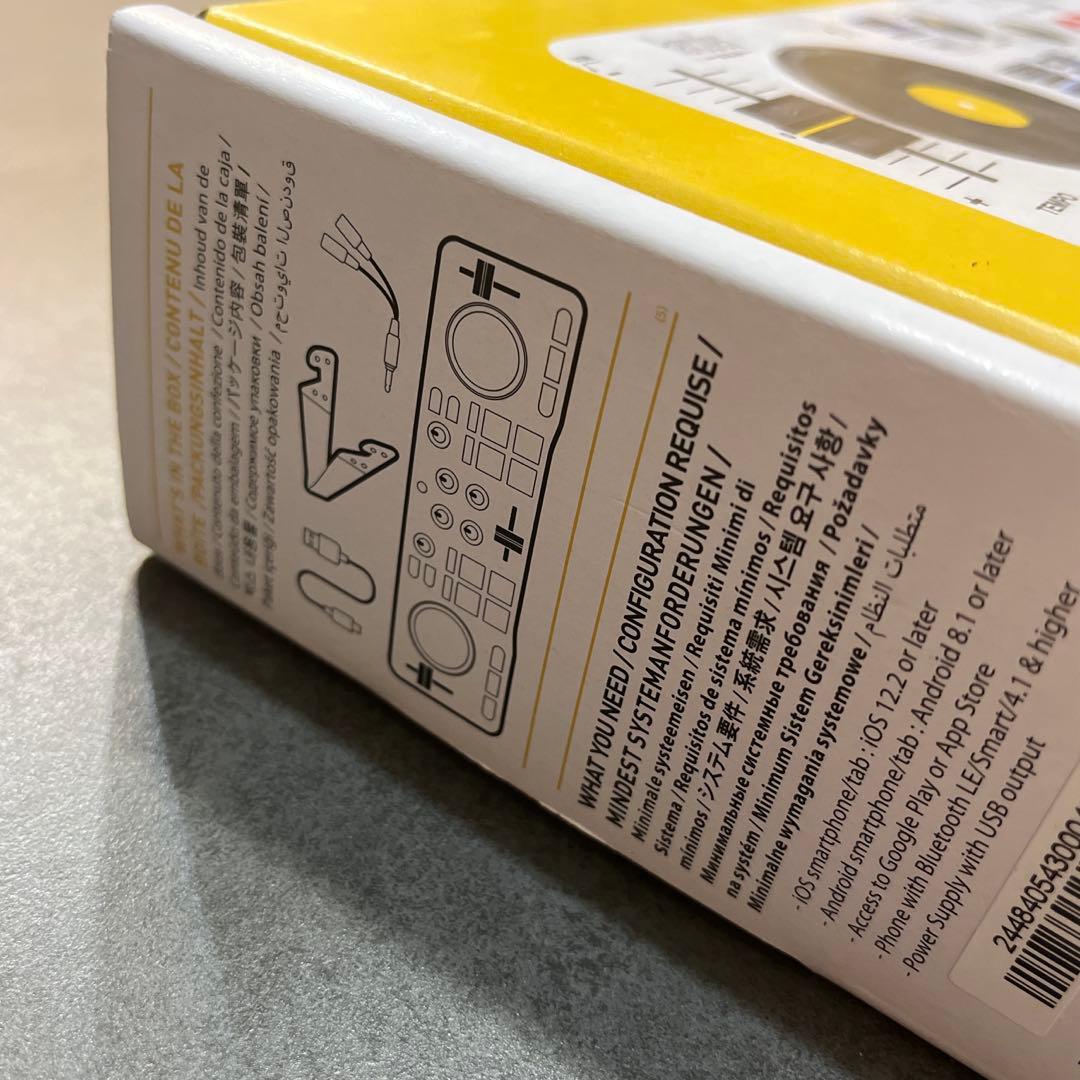 WHAT'S IN THE BOX / CONTENU DE LA
BOÎTE / PACKUNGSINHALT / Inhoud van de
doos / Contenuto della confezione / Contenido de la caja /
Conteúdo da embalagem / パッケージ内容 / 包裝清單 /
박스 내용물 / Содержимое упаковки / Obsah balení /
Paket içeriği / Zawartość opakowania / محتويات الصندوق
(S)
WHAT YOU NEED / CONFIGURATION REQUISE /
MINDESTSYSTEMANFORDERUNGEN /
Minimale systeemeisen / Requisiti Minimi di
Sistema / Requisitos de sistema mínimos / Requisitos
mínimos / システム要件 / 系統需求 / 시스템 요구 사항 /
Минимальные системные требования / Požadavky
na systém / Minimum Sistem Gereksinimleri /
Minimalne wymagania systemowe / متطلبات النظام
- iOS smartphone/tab : iOS 12.2 or later
- Android smartphone/tab : Android 8.1 or later
- Access to Google Play or App Store
- Phone with Bluetooth LE/Smart/4.1 & higher
- Power Supply with USB output
TEMPO